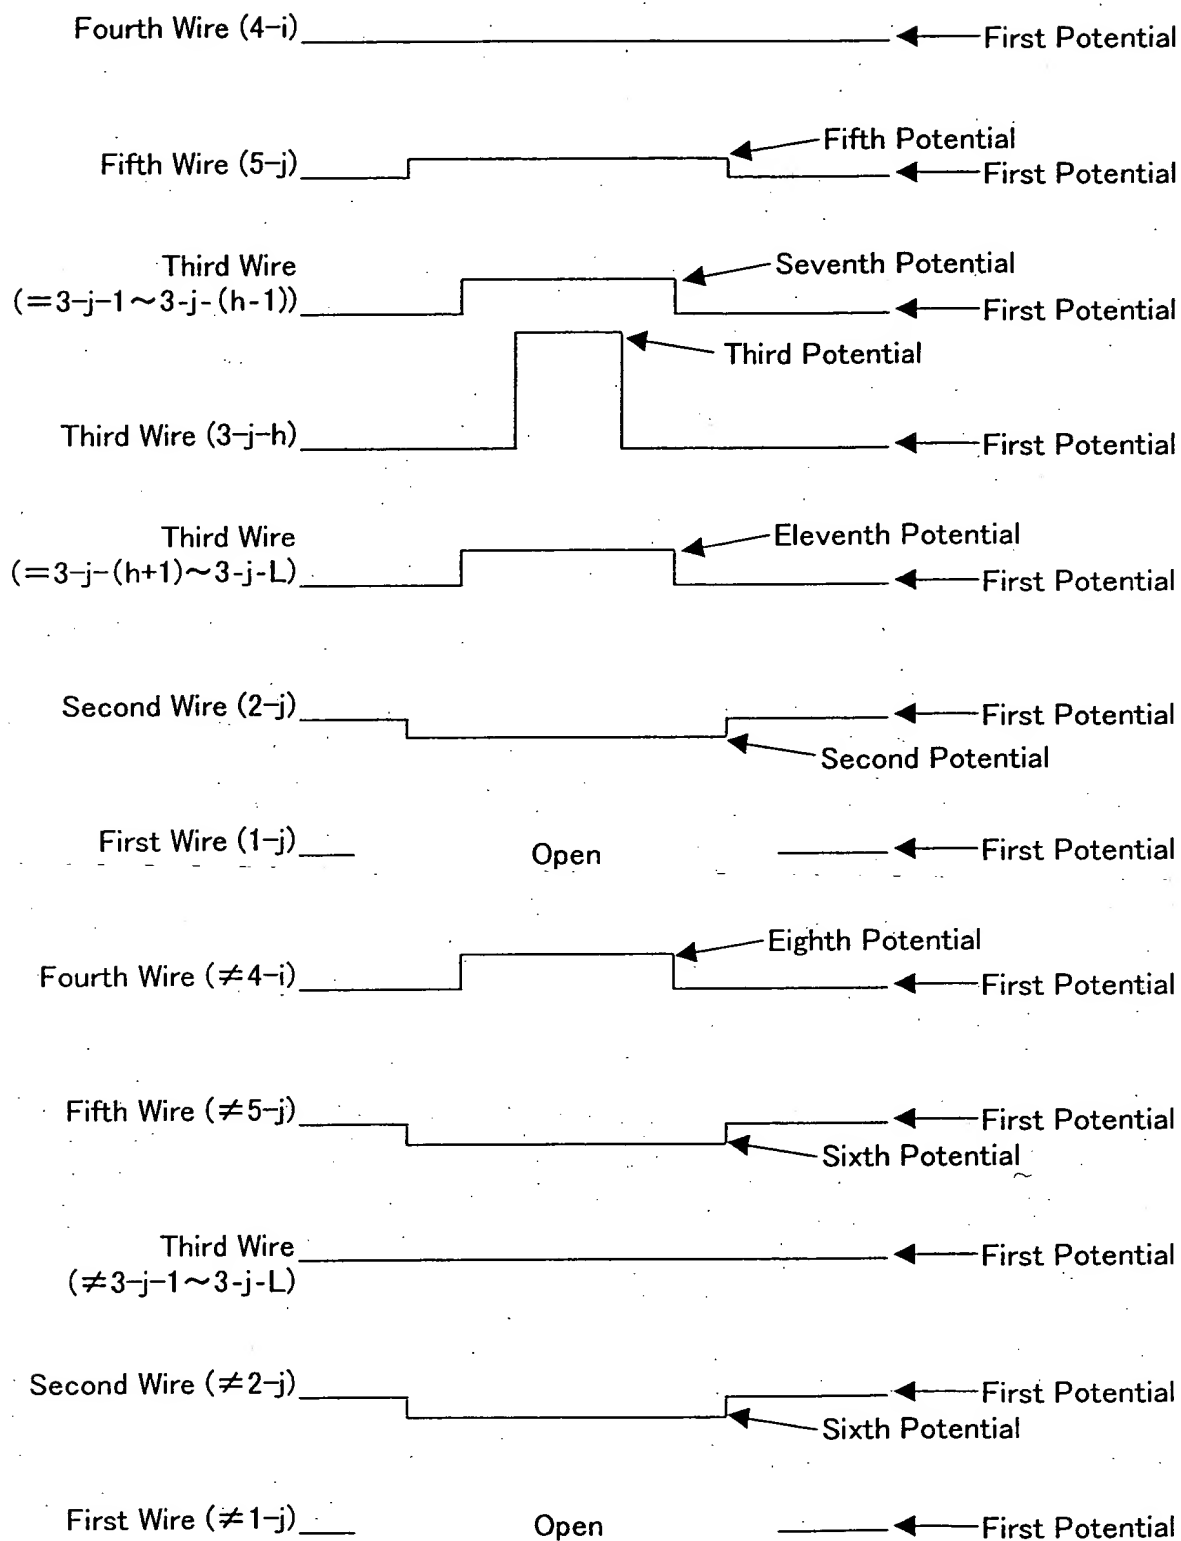 Fourth Wire (4-i)
First Potential
Fifth Potential
Fifth Wire (5-j)
First Potential
Third Wire
(=3-j-1~3-j-(h-1))
Seventh Potential
First Potential
Third Potential
Third Wire (3-j-h)
First Potential
Third Wire
(=3-j-(h+1)~3-j-L)
Eleventh Potential
First Potential
Second Wire (2-j)
First Potential
Second Potential
First Wire (1-j)
Open
First Potential
Eighth Potential
Fourth Wire (≠4-i)
First Potential
Fifth Wire (≠5-j)
First Potential
Sixth Potential
Third Wire
(≠3-j-1~3-j-L)
First Potential
Second Wire (≠2-j)
First Potential
Sixth Potential
First Wire (≠1-j)
Open
First Potential